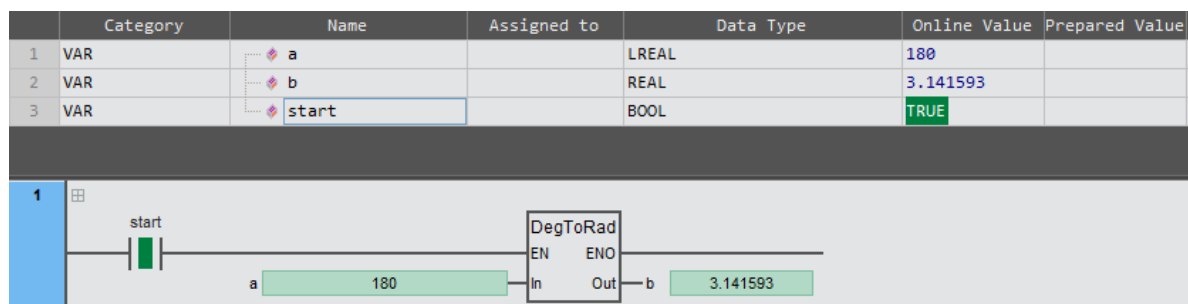 Category Name Assigned to Data Type Online Value Prepared Value
1 VAR a LREAL 180
2 VAR b REAL 3.141593
3 VAR start BOOL TRUE
1
start DegToRad
EN ENO
a 180 In Out b 3.141593